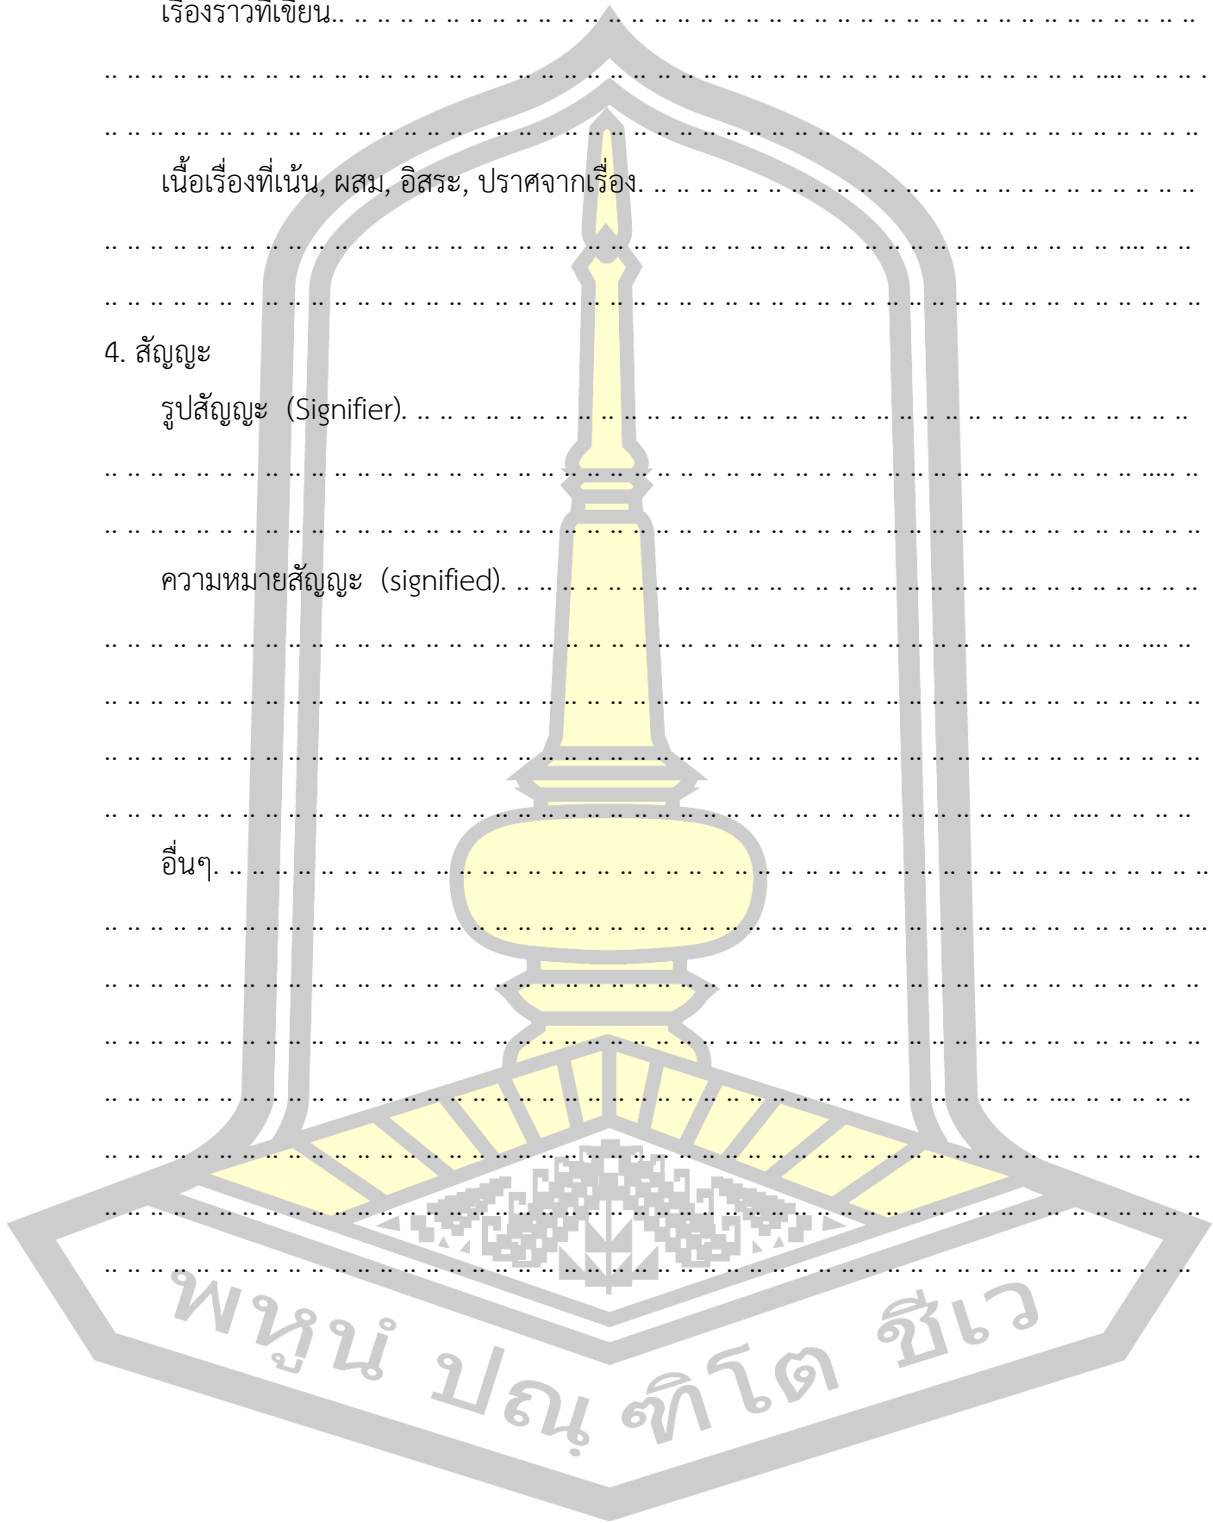 เรื่องราวที่เขียน.. .. .. .. .. .. .. .. .. .. .. .. .. .. .. .. .. .. .. .. .. .. .. .. .. .. .. .. .. .. .. .. .. .. .. .. .. ..
.. .. .. .. .. .. .. .. .. .. .. .. .. .. .. .. .. .. .. .. .. .. .. .. .. .. .. .. .. .. .. .. .. .. .. .. .. .. .. .. .. .. .. .... .. .. .. .
.. .. .. .. .. .. .. .. .. .. .. .. .. .. .. .. .. .. .. .. .. .. .. .. .. .. .. .. .. .. .. .. .. .. .. .. .. .. .. .. .. .. .. .. .. .. .. ..
เนื้อเรื่องที่เน้น, ผสม, อิสระ, ปราศจากเรื่อง. .. .. .. .. .. .. .. .. .. .. .. .. .. .. .. .. .. .. .. .. .. .. .. ..
.. .. .. .. .. .. .. .. .. .. .. .. .. .. .. .. .. .. .. .. .. .. .. .. .. .. .. .. .. .. .. .. .. .. .. .. .. .. .. .. .. .. .. .. .... .. ..
.. .. .. .. .. .. .. .. .. .. .. .. .. .. .. .. .. .. .. .. .. .. .. .. .. .. .. .. .. .. .. .. .. .. .. .. .. .. .. .. .. .. .. .. .. .. .. ..
4. สัญญะ
รูปสัญญะ (Signifier). .. .. .. .. .. .. .. .. .. .. .. .. .. .. .. .. .. .. .. .. .. .. .. .. .. .. .. .. .. .. .. .. .. ..
.. .. .. .. .. .. .. .. .. .. .. .. .. .. .. .. .. .. .. .. .. .. .. .. .. .. .. .. .. .. .. .. .. .. .. .. .. .. .. .. .. .. .. .. .. ..... ..
.. .. .. .. .. .. .. .. .. .. .. .. .. .. .. .. .. .. .. .. .. .. .. .. .. .. .. .. .. .. .. .. .. .. .. .. .. .. .. .. .. .. .. .. .. .. .. ..
ความหมายสัญญะ (signified). .. .. .. .. .. .. .. .. .. .. .. .. .. .. .. .. .. .. .. .. .. .. .. .. .. .. .. .. .. ..
.. .. .. .. .. .. .. .. .. .. .. .. .. .. .. .. .. .. .. .. .. .. .. .. .. .. .. .. .. .. .. .. .. .. .. .. .. .. .. .. .. .. .. .. .. .... ..
.. .. .. .. .. .. .. .. .. .. .. .. .. .. .. .. .. .. .. .. .. .. .. .. .. .. .. .. .. .. .. .. .. .. .. .. .. .. .. .. .. .. .. .. .. .. .. ..
.. .. .. .. .. .. .. .. .. .. .. .. .. .. .. .. .. .. .. .. .. .. .. .. .. .. .. .. .. .. .. .. .. .. .. .. .. .. .. .. .. .. .. .. .. .. .. ..
.. .. .. .. .. .. .. .. .. .. .. .. .. .. .. .. .. .. .. .. .. .. .. .. .. .. .. .. .. .. .. .. .. .. .. .. .. .. .. .. .. .. .... .. .. .. ..
อื่นๆ. .. .. .. .. .. .. .. .. .. .. .. .. .. .. .. .. .. .. .. .. .. .. .. .. .. .. .. .. .. .. .. .. .. .. .. .. .. .. .. .. .. .. ..
.. .. .. .. .. .. .. .. .. .. .. .. .. .. .. .. .. .. .. .. .. .. .. .. .. .. .. .. .. .. .. .. .. .. .. .. .. .. .. .. .. .. .. .. .. .. .. ...
.. .. .. .. .. .. .. .. .. .. .. .. .. .. .. .. .. .. .. .. .. .. .. .. .. .. .. .. .. .. .. .. .. .. .. .. .. .. .. .. .. .. .. .. .. .. .. ..
.. .. .. .. .. .. .. .. .. .. .. .. .. .. .. .. .. .. .. .. .. .. .. .. .. .. .. .. .. .. .. .. .. .. .. .. .. .. .. .. .. .. .. .. .. .. .. ..
.. .. .. .. .. .. .. .. .. .. .. .. .. .. .. .. .. .. .. .. .. .. .. .. .. .. .. .. .. .. .. .. .. .. .. .. .. .. .. .. .. .... .. .. .. .. ..
.. .. .. .. .. .. .. .. .. .. .. .. .. .. .. .. .. .. .. .. .. .. .. .. .. .. .. .. .. .. .. .. .. .. .. .. .. .. .. .. .. .. .. .. .. .. .. ..
.. .. .. .. .. .. .. .. .. .. .. .. .. .. .. .. .. .. .. .. .. .. .. .. .. .. .. .. .. .. .. .. .. .. .. .. .. .. .. .. .. .. .. .. .. .. .. ..
.. .. .. .. .. .. .. .. .. .. .. .. .. .. .. .. .. .. .. .. .. .. .. .. .. .. .. .. .. .. .. .. .. .. .. .. .. .. .. .. .. .... .. .. .. .. ..
พหูนํ ปณฺ ฑิโต ชีเว